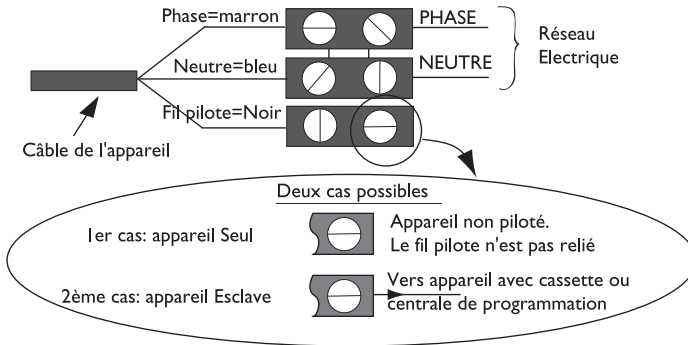 Phase=marron
PHASE
Neutre=bleu
NEUTRE
Réseau
Electrique
Fil pilote=Noir
Câble de l'appareil
Deux cas possibles
1er cas: appareil Seul
Appareil non piloté.
Le fil pilote n'est pas relié
2ème cas: appareil Esclave
Vers appareil avec cassette ou
centrale de programmation